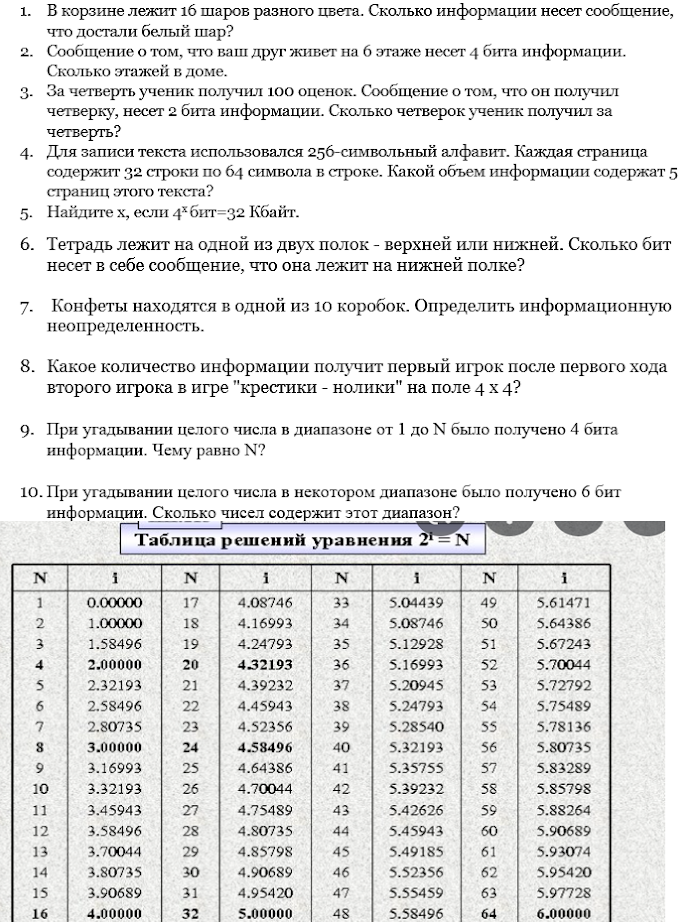 1. В корзине лежит 16 шаров разного цвета. Сколько информации несет сообщение,
что достали белый шар?
2. Сообщение о том, что ваш друг живет на 6 этаже несет 4 бита информации.
Сколько этажей в доме.
3. За четверть ученик получил 100 оценок. Сообщение о том, что он получил
четверку, несет 2 бита информации. Сколько четверок ученик получил за
четверть?
4. Для записи текста использовался 256-символьный алфавит. Каждая страница
содержит 32 строки по 64 символа в строке. Какой объем информации содержат 5
страниц этого текста?
5. Найдите x, если 4ˣ бит=32 Кбайт.
6. Тетрадь лежит на одной из двух полок - верхней или нижней. Сколько бит
несет в себе сообщение, что она лежит на нижней полке?
7. Конфеты находятся в одной из 10 коробок. Определить информационную
неопределенность.
8. Какое количество информации получит первый игрок после первого хода
второго игрока в игре "крестики - нолики" на поле 4 х 4?
9. При угадывании целого числа в диапазоне от 1 до N было получено 4 бита
информации. Чему равно N?
10. При угадывании целого числа в некотором диапазоне было получено 6 бит
информации. Сколько чисел содержит этот диапазон?
Таблица решений уравнения 2ⁱ = N
N i N i N i N i
1 0.00000 17 4.08746 33 5.04439 49 5.61471
2 1.00000 18 4.16993 34 5.08746 50 5.64386
3 1.58496 19 4.24793 35 5.12928 51 5.67243
4 2.00000 20 4.32193 36 5.16993 52 5.70044
5 2.32193 21 4.39232 37 5.20945 53 5.72792
6 2.58496 22 4.45943 38 5.24793 54 5.75489
7 2.80735 23 4.52356 39 5.28540 55 5.78136
8 3.00000 24 4.58496 40 5.32193 56 5.80735
9 3.16993 25 4.64386 41 5.35755 57 5.83289
10 3.32193 26 4.70044 42 5.39232 58 5.85798
11 3.45943 27 4.75489 43 5.42626 59 5.88264
12 3.58496 28 4.80735 44 5.45943 60 5.90689
13 3.70044 29 4.85798 45 5.49185 61 5.93074
14 3.80735 30 4.90689 46 5.52356 62 5.95420
15 3.90689 31 4.95420 47 5.55459 63 5.97728
16 4.00000 32 5.00000 48 5.58496 64 6.00000